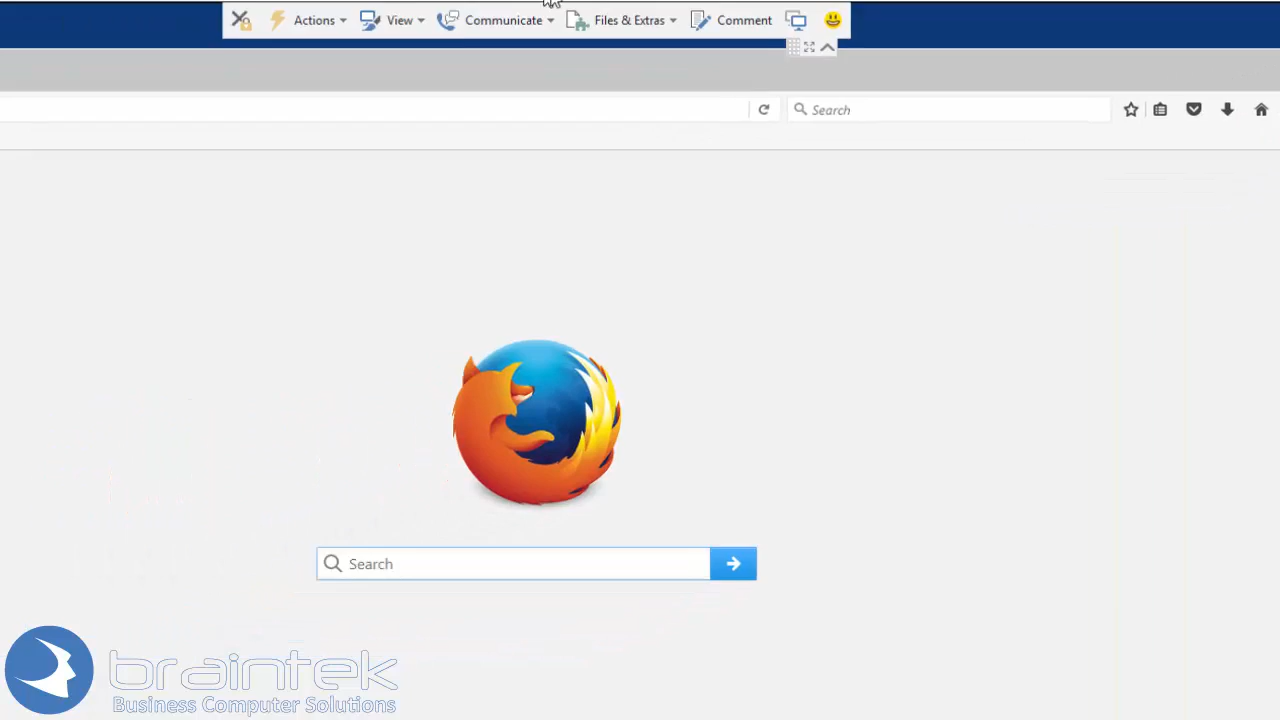 Actions View Communicate Files & Extras Comment
Search
Search
braintek
Business Computer Solutions